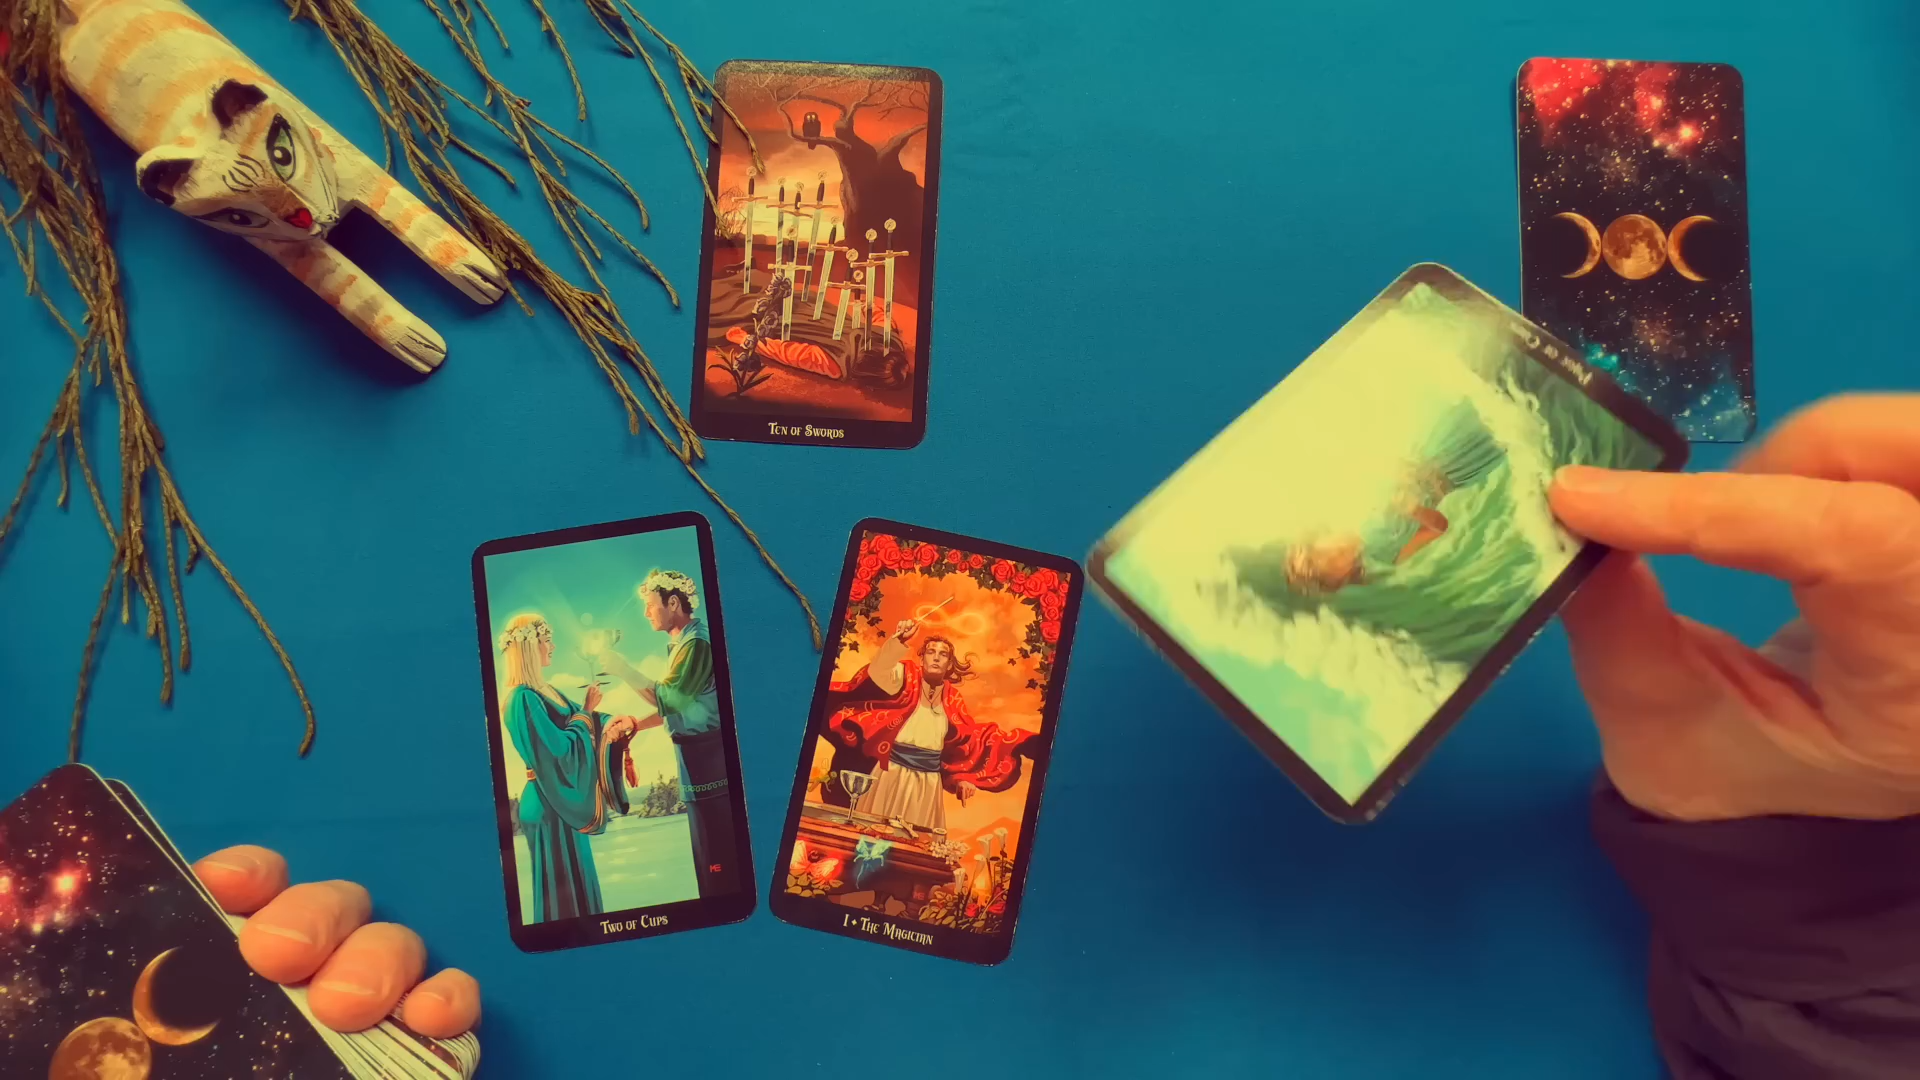 Ten of Swords
Two of Cups
I ♦ The Magician